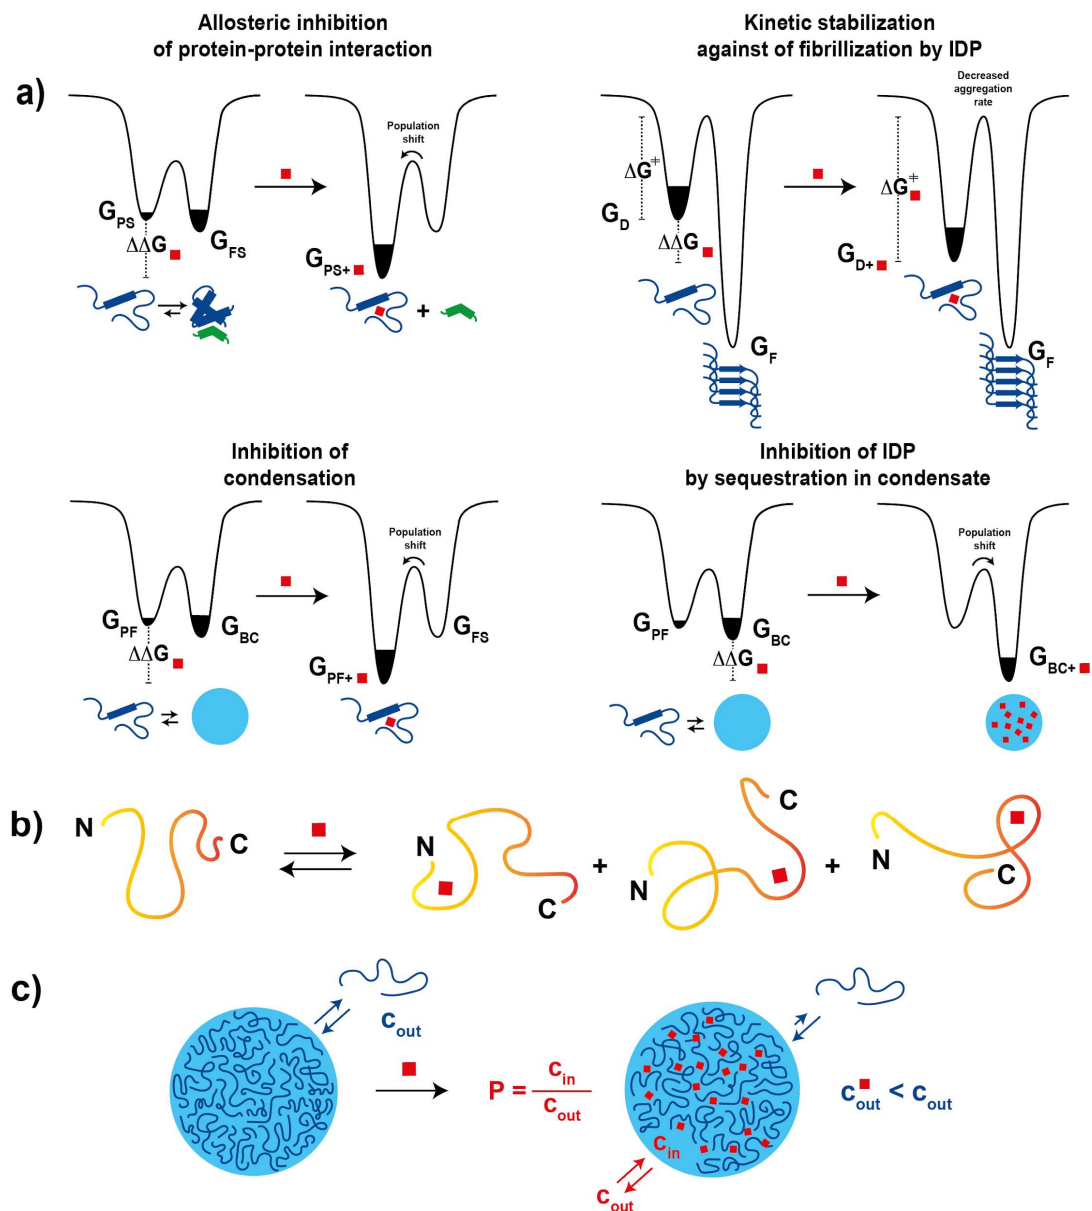 Allosteric inhibition
of protein-protein interaction
Kinetic stabilization
against of fibrillization by IDP
a)
Population
shift
Decreased
aggregation
rate
G_PS
G_FS
ΔΔG
G_PS+
+
ΔG^‡
G_D
ΔΔG
G_F
ΔG^‡
G_D+
G_F
Inhibition of
condensation
Inhibition of IDP
by sequestration in condensate
Population
shift
Population
shift
G_PF
G_BC
ΔΔG
G_PF+
G_FS
G_PF
G_BC
ΔΔG
G_BC+
b)
N
C
N
C
+
N
C
+
N
C
c)
c_out
P = c_in / c_out
c_in
c_out
c_out < c_out